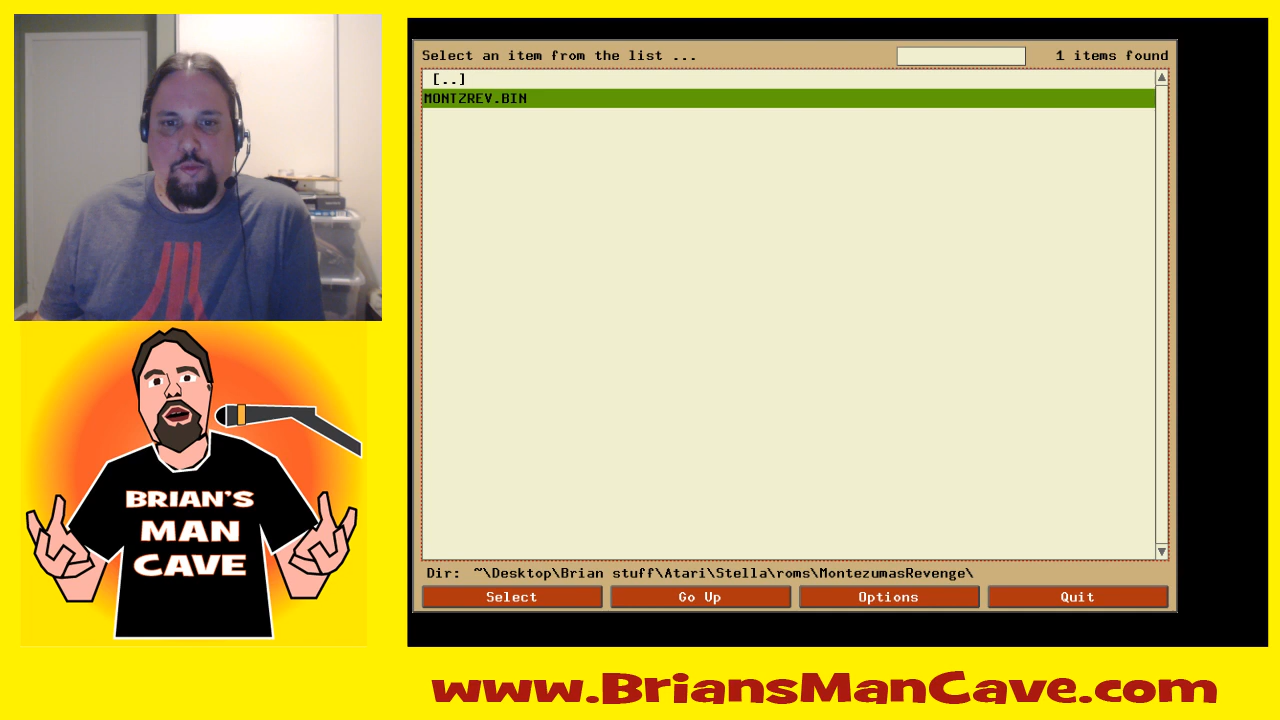 Select an item from the list ...
1 items found
[..]
MONTZREV.BIN
Dir: ~\Desktop\Brian stuff\Atari\Stella\roms\MontezumasRevenge\
Select
Go Up
Options
Quit
BRIAN'S
MAN
CAVE
www.BriansManCave.com